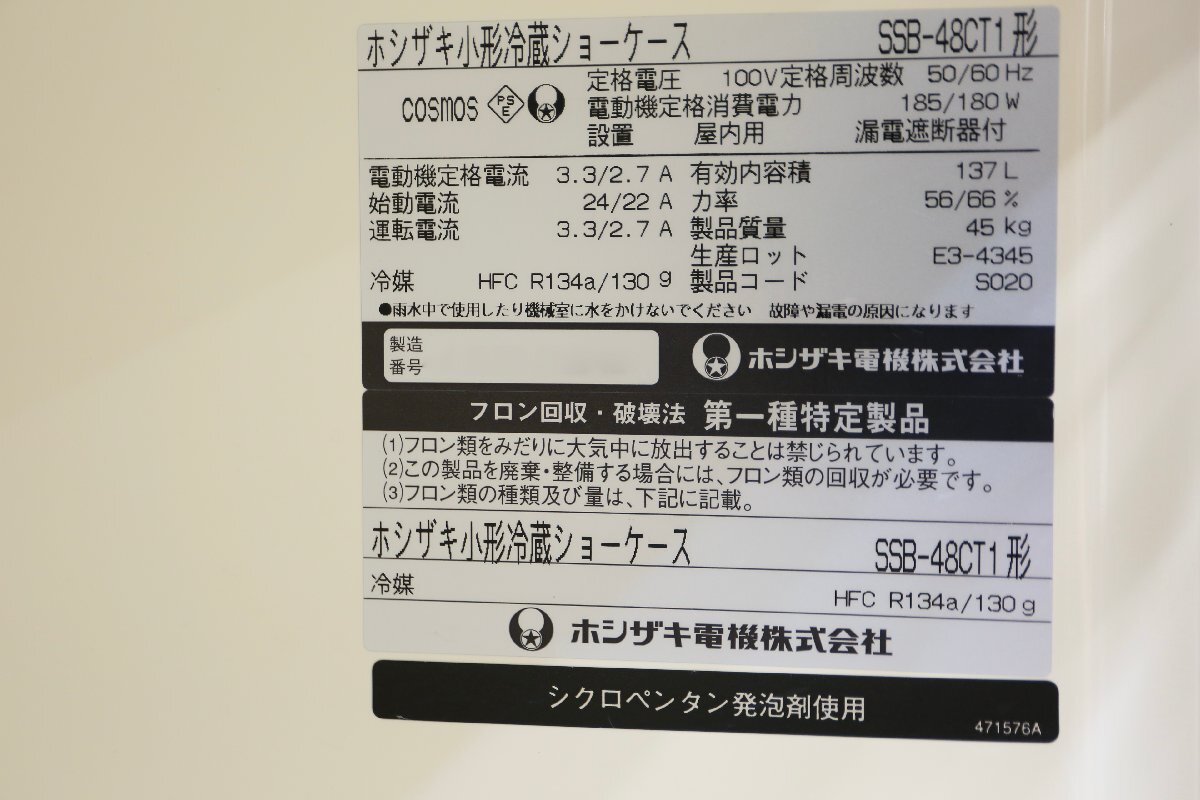 ホシザキ小形冷蔵ショーケース SSB-48CT1形
定格電圧 100V 定格周波数 50/60 Hz
cosmos PSE 電動機定格消費電力 185/180 W
設置 屋内用 漏電遮断器付
電動機定格電流 3.3/2.7 A 有効内容積 137 L
始動電流 24/22 A 力率 56/66 %
運転電流 3.3/2.7 A 製品質量 45 kg
生産ロット E3-4345
冷媒 HFC R134a/130 g 製品コード S020
●雨水中で使用したり機械室に水をかけないでください 故障や漏電の原因になります
製造
番号
ホシザキ電機株式会社
フロン回収・破壊法 第一種特定製品
(1)フロン類をみだりに大気中に放出することは禁じられています。
(2)この製品を廃棄・整備する場合には、フロン類の回収が必要です。
(3)フロン類の種類及び量は、下記に記載。
ホシザキ小形冷蔵ショーケース SSB-48CT1形
冷媒 HFC R134a/130 g
ホシザキ電機株式会社
シクロペンタン発泡剤使用
471576A